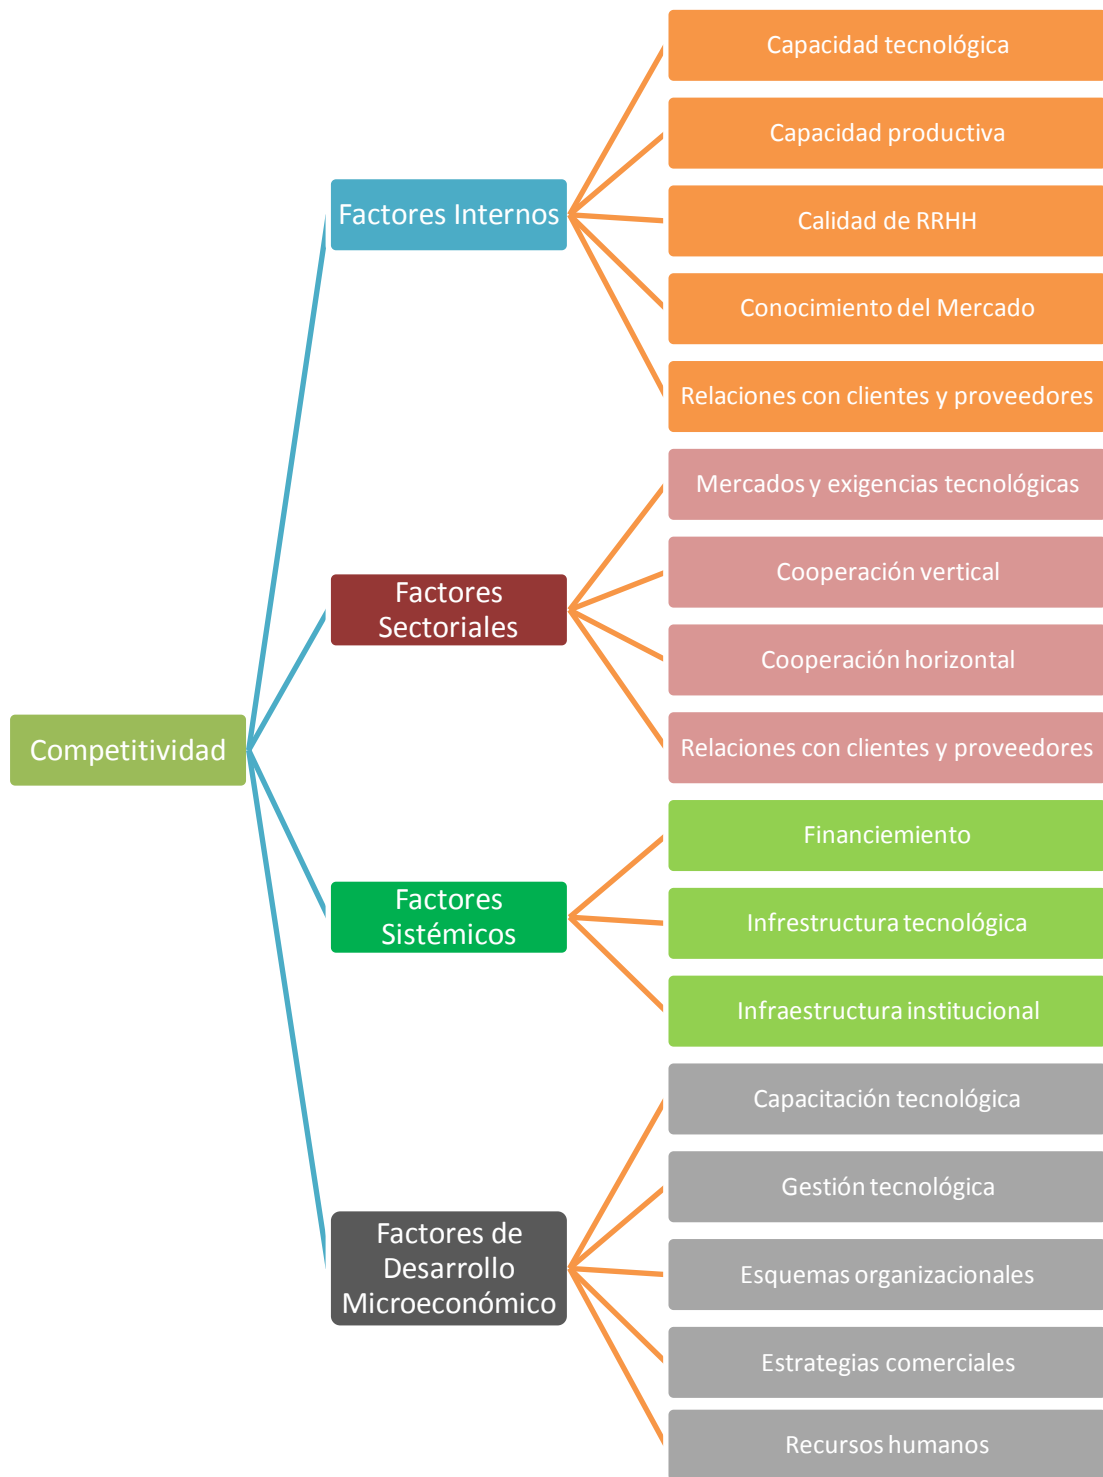 Competitividad
Factores Internos
Capacidad tecnológica
Capacidad productiva
Calidad de RRHH
Conocimiento del Mercado
Relaciones con clientes y proveedores
Factores
Sectoriales
Mercados y exigencias tecnológicas
Cooperación vertical
Cooperación horizontal
Relaciones con clientes y proveedores
Factores
Sistémicos
Financiemiento
Infrestructura tecnológica
Infraestructura institucional
Factores de
Desarrollo
Microeconómico
Capacitación tecnológica
Gestión tecnológica
Esquemas organizacionales
Estrategias comerciales
Recursos humanos